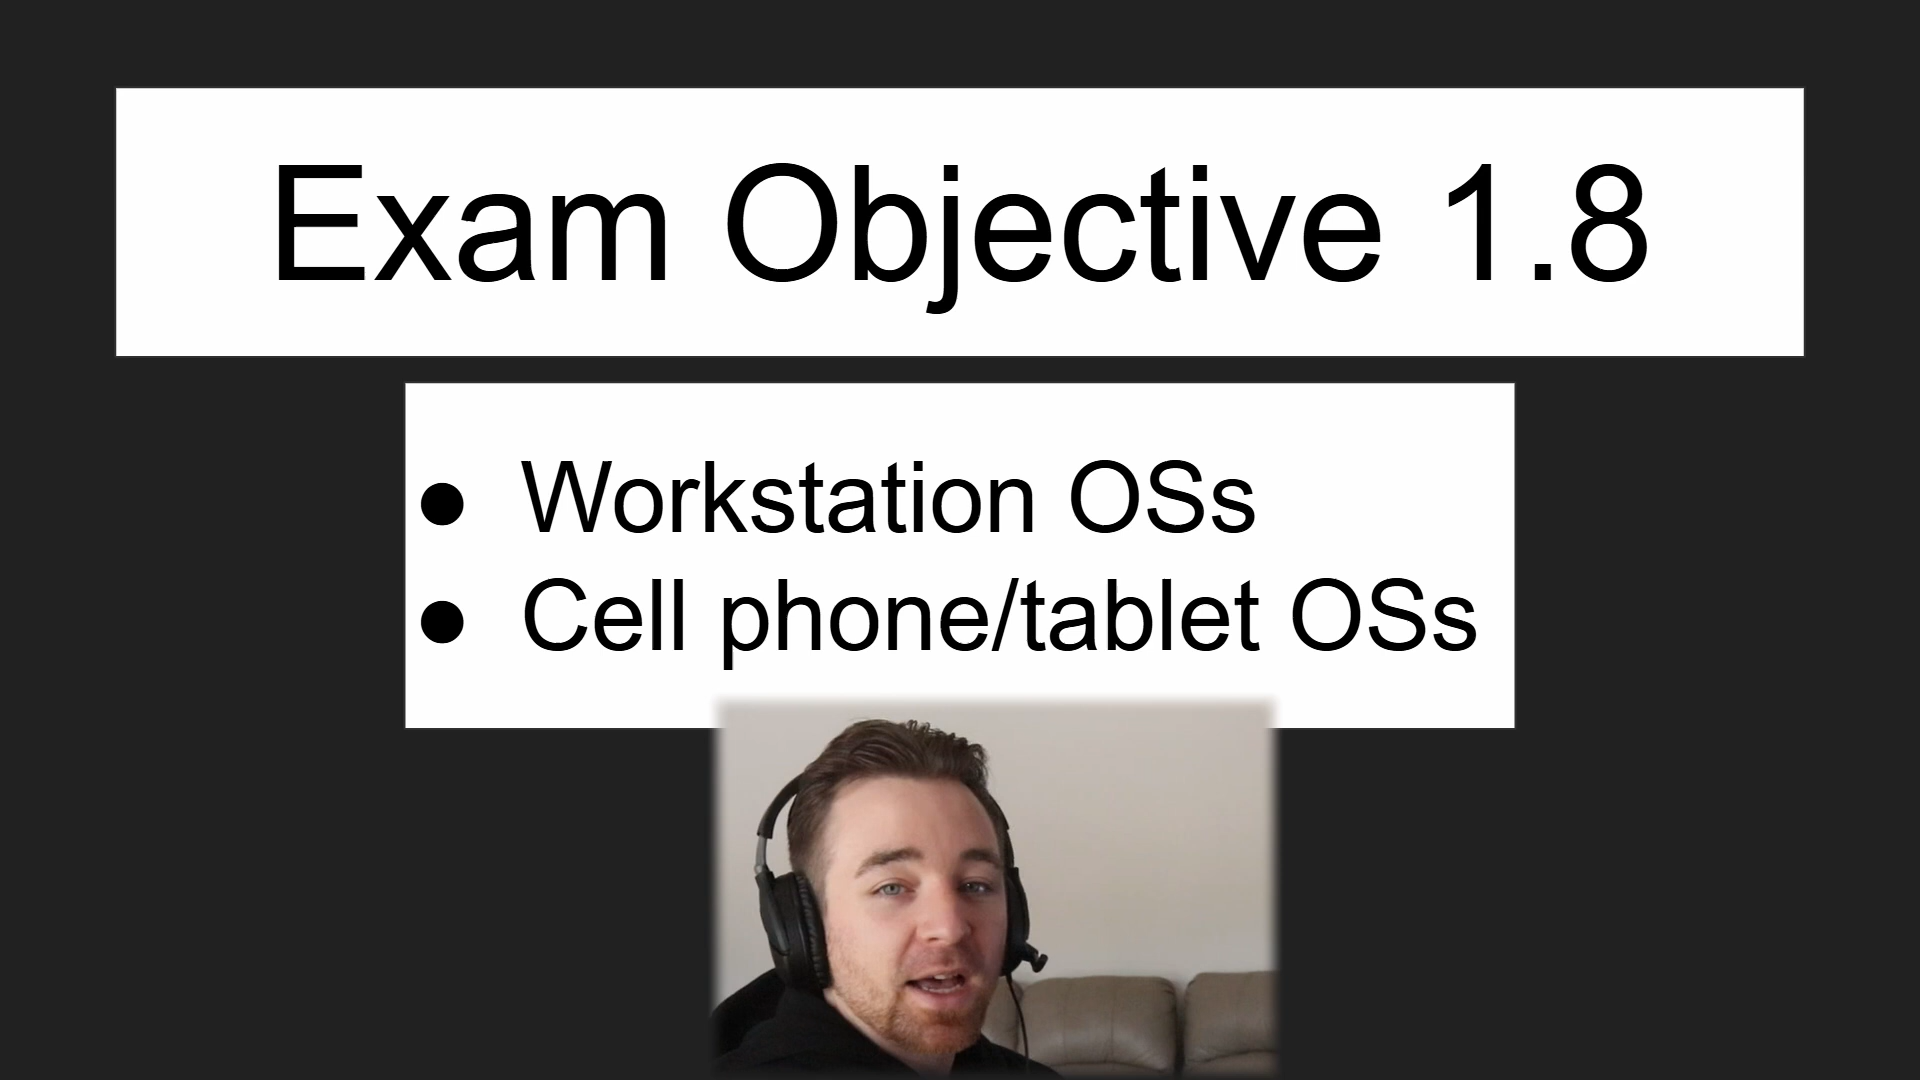 Exam Objective 1.8
● Workstation OSs
● Cell phone/tablet OSs